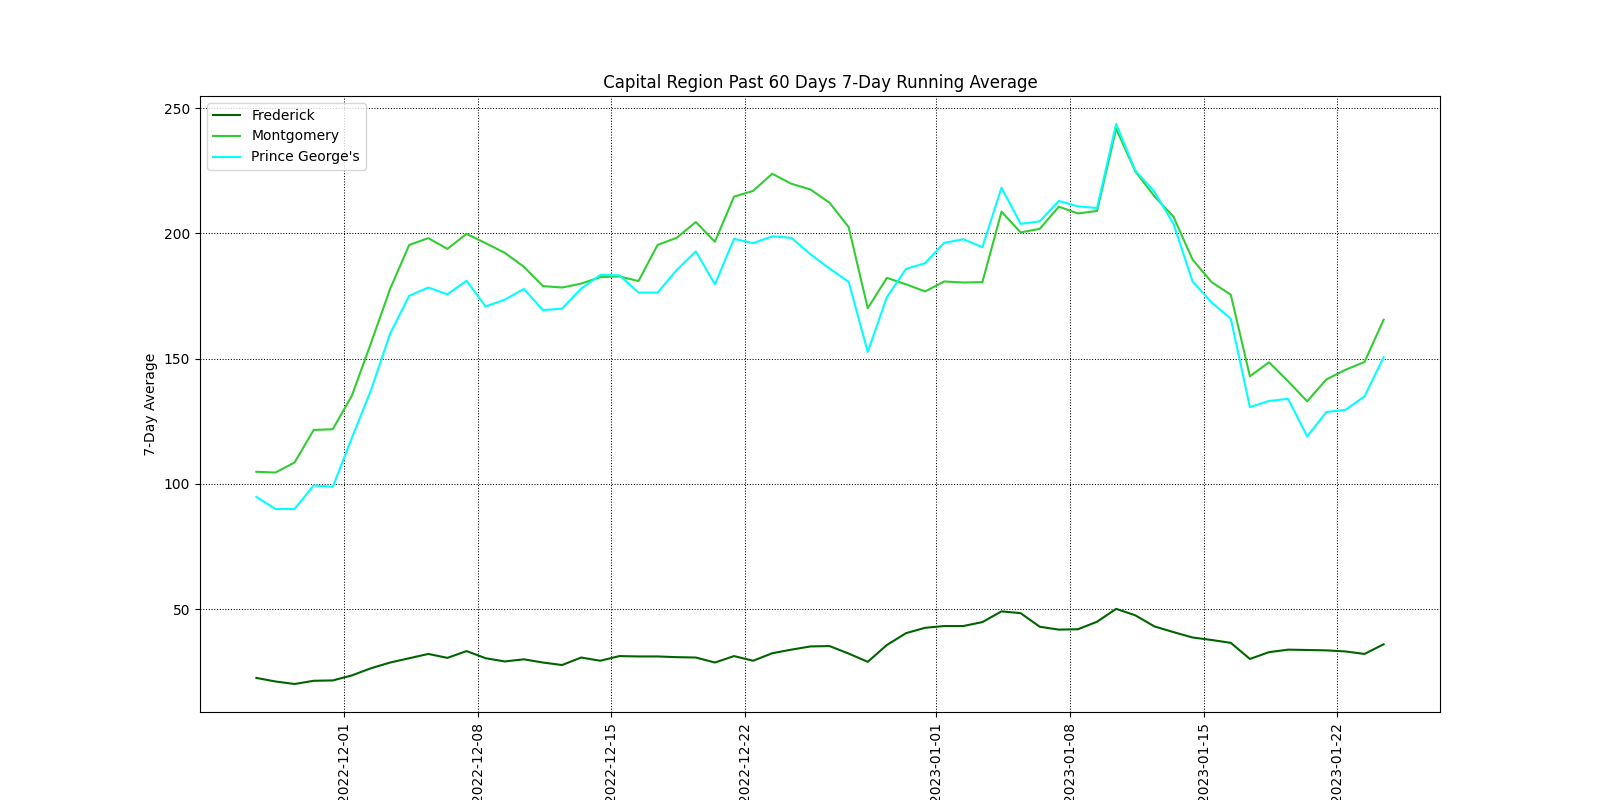 Capital Region Past 60 Days 7-Day Running Average
250
200
150
100
50
7-Day Average
Frederick
Montgomery
Prince George's
2022-12-01
2022-12-08
2022-12-15
2022-12-22
2023-01-01
2023-01-08
2023-01-15
2023-01-22